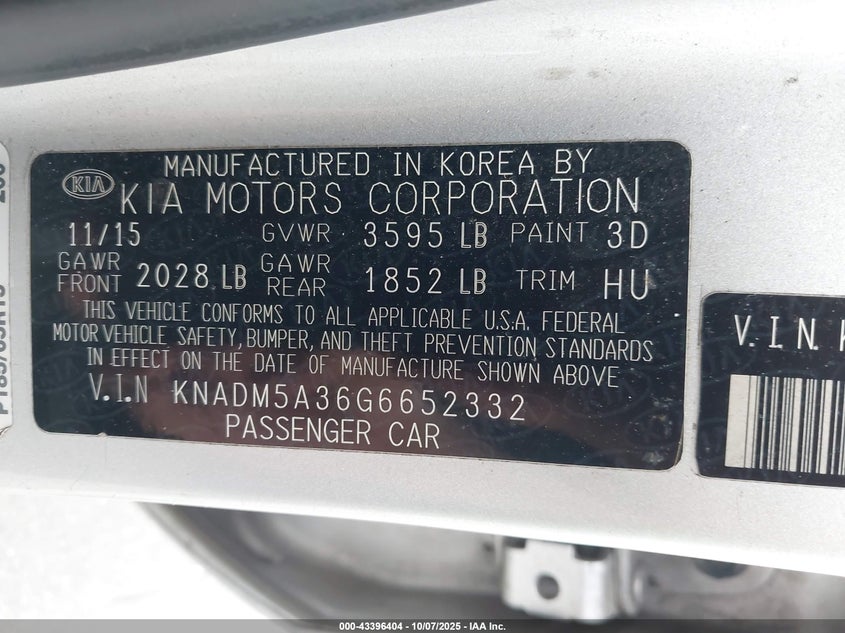 MANUFACTURED IN KOREA BY
KIA KIA MOTORS CORPORATION
11/15 GVWR 3595 LB PAINT 3D
GAWR FRONT 2028 LB GAWR REAR 1852 LB TRIM HU
THIS VEHICLE CONFORMS TO ALL APPLICABLE U.S.A. FEDERAL
MOTOR VEHICLE SAFETY, BUMPER, AND THEFT PREVENTION STANDARDS
IN EFFECT ON THE DATE OF MANUFACTURE SHOWN ABOVE
V.I.N KNADM5A36G6652332
PASSENGER CAR
V.I.N. K
000-43396404 - 10/07/2025 - IAA Inc.